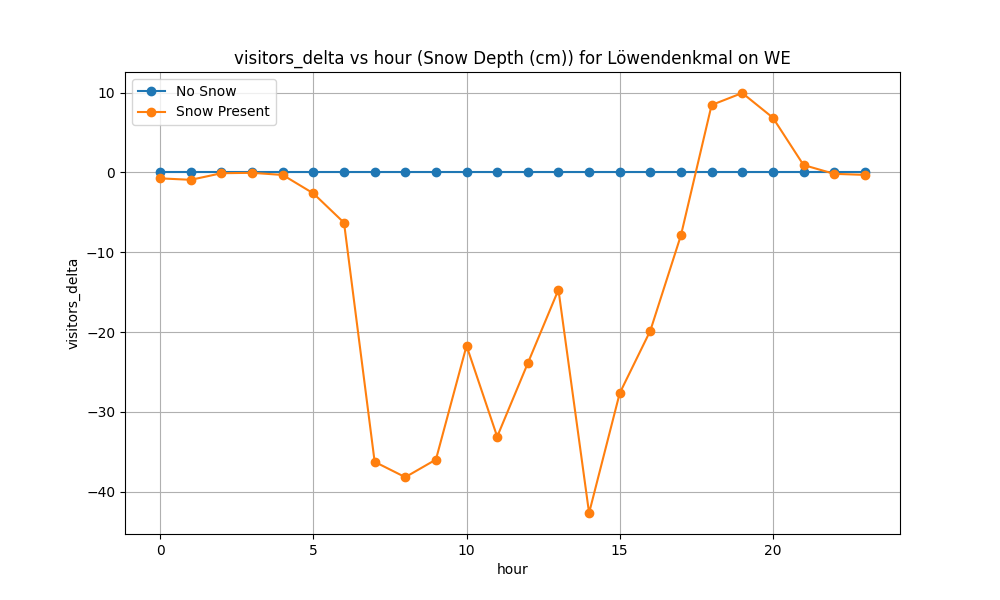 visitors_delta vs hour (Snow Depth (cm)) for Löwendenkmal on WE
No Snow
Snow Present
10
0
−10
−20
−30
−40
visitors_delta
0 5 10 15 20
hour